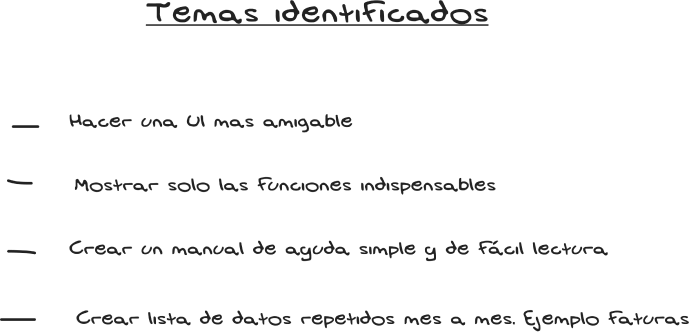 Temas identificados
— Hacer una UI mas amigable
— Mostrar solo las funciones indispensables
— Crear un manual de ayuda simple y de fácil lectura
— Crear lista de datos repetidos mes a mes. Ejemplo faturas